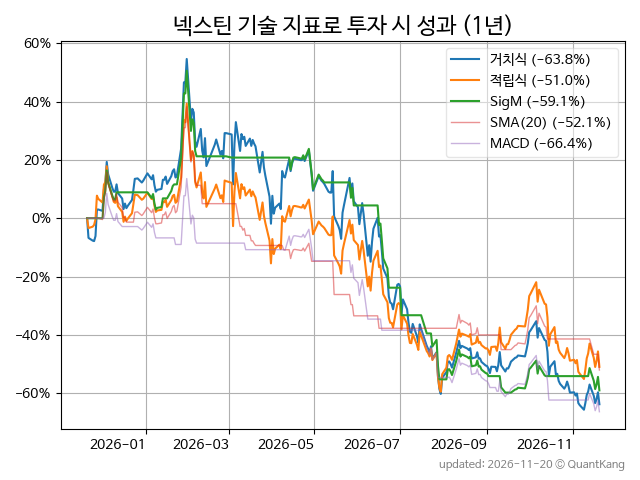 넥스틴 기술 지표로 투자 시 성과 (1년)
60%
40%
20%
0%
−20%
−40%
−60%
거치식 (−63.8%)
적립식 (−51.0%)
SigM (−59.1%)
SMA(20) (−52.1%)
MACD (−66.4%)
2026-01 2026-03 2026-05 2026-07 2026-09 2026-11
updated: 2026-11-20 © QuantKang